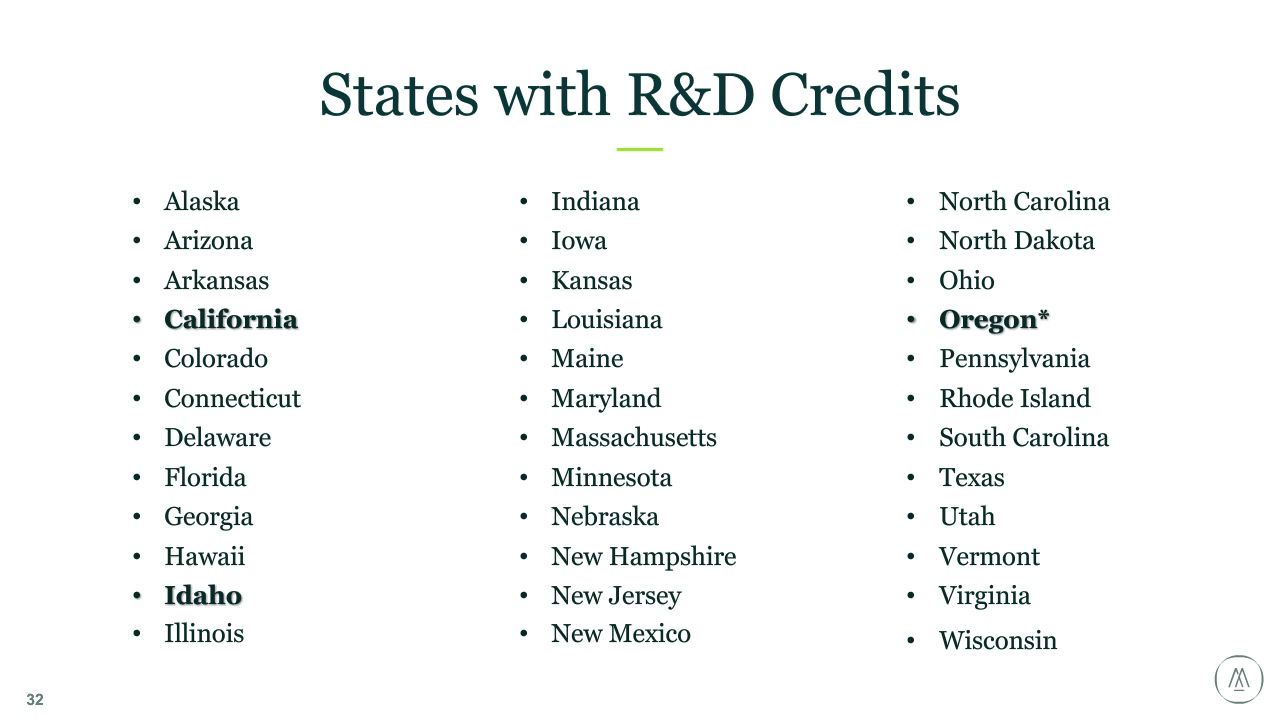 States with R&D Credits
• Alaska
• Arizona
• Arkansas
• California
• Colorado
• Connecticut
• Delaware
• Florida
• Georgia
• Hawaii
• Idaho
• Illinois
• Indiana
• Iowa
• Kansas
• Louisiana
• Maine
• Maryland
• Massachusetts
• Minnesota
• Nebraska
• New Hampshire
• New Jersey
• New Mexico
• North Carolina
• North Dakota
• Ohio
• Oregon*
• Pennsylvania
• Rhode Island
• South Carolina
• Texas
• Utah
• Vermont
• Virginia
• Wisconsin
32